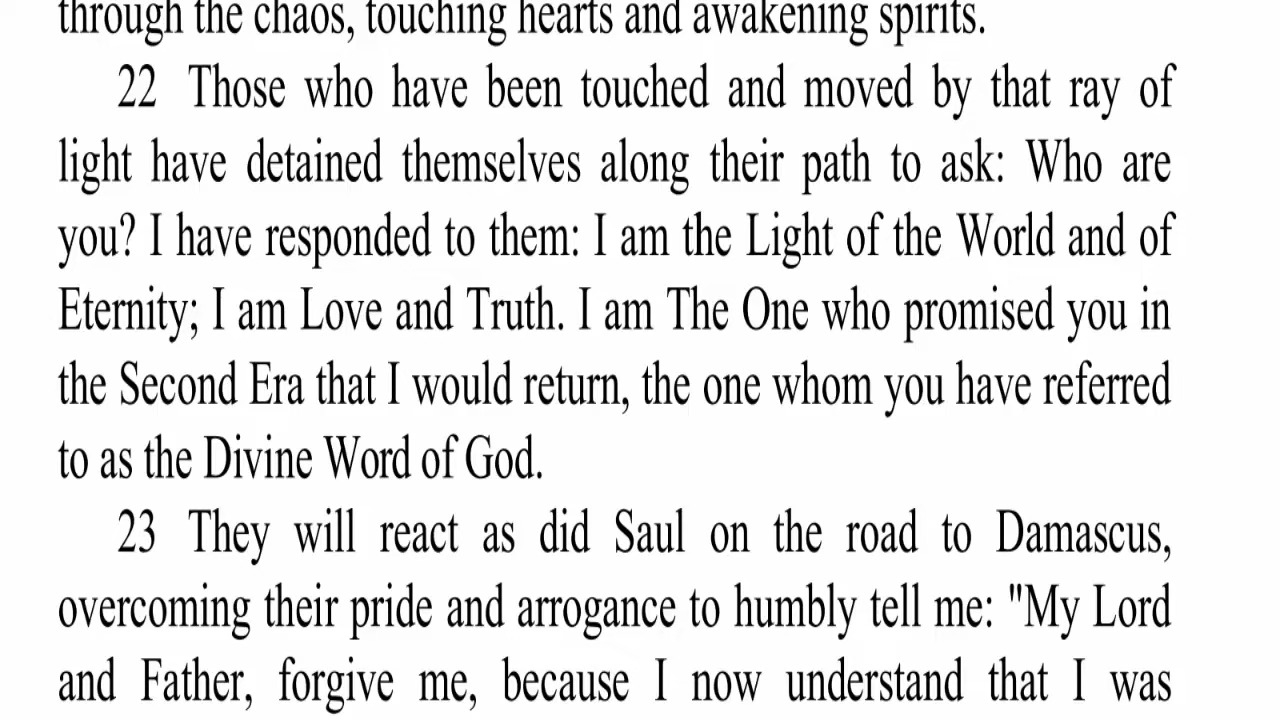 through the chaos, touching hearts and awakening spirits.
22 Those who have been touched and moved by that ray of
light have detained themselves along their path to ask: Who are
you? I have responded to them: I am the Light of the World and of
Eternity; I am Love and Truth. I am The One who promised you in
the Second Era that I would return, the one whom you have referred
to as the Divine Word of God.
23 They will react as did Saul on the road to Damascus,
overcoming their pride and arrogance to humbly tell me: "My Lord
and Father, forgive me, because I now understand that I was